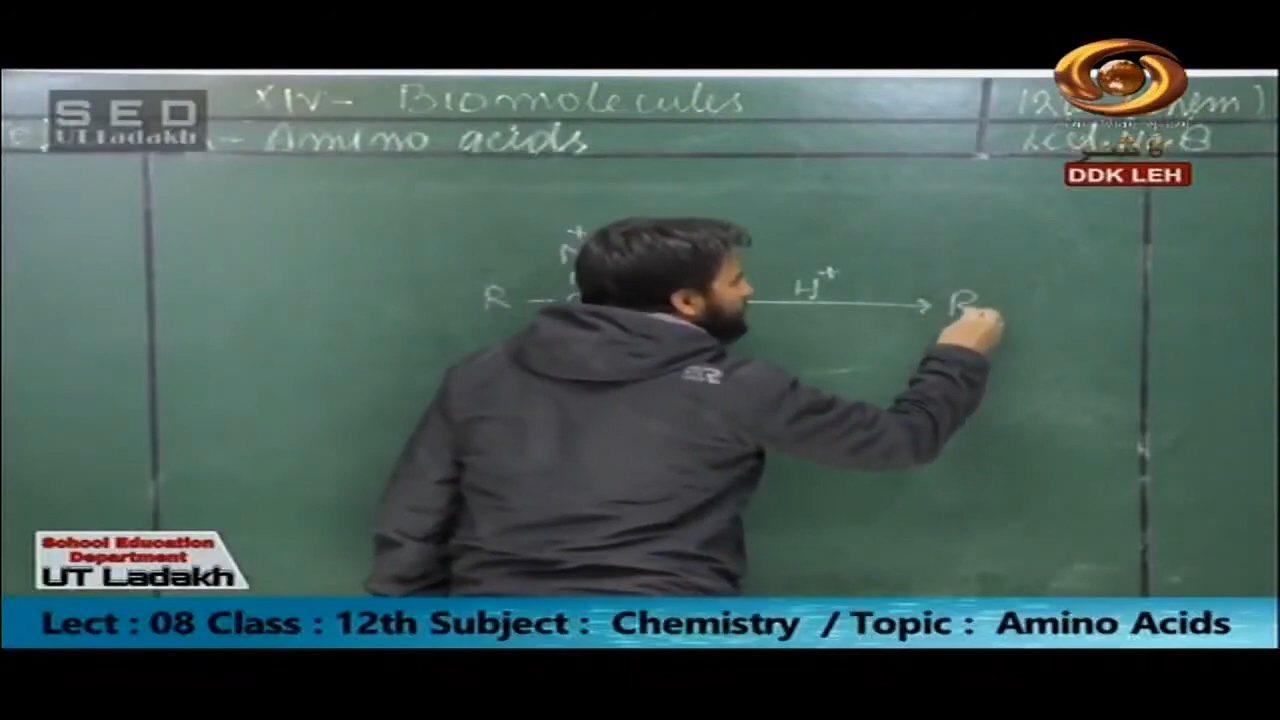 SED
UT Ladakh
XIV - Biomolecules
- Amino acids
DDK LEH
R -
H+
R
School Education
Department
UT Ladakh
Lect : 08 Class : 12th Subject : Chemistry / Topic : Amino Acids